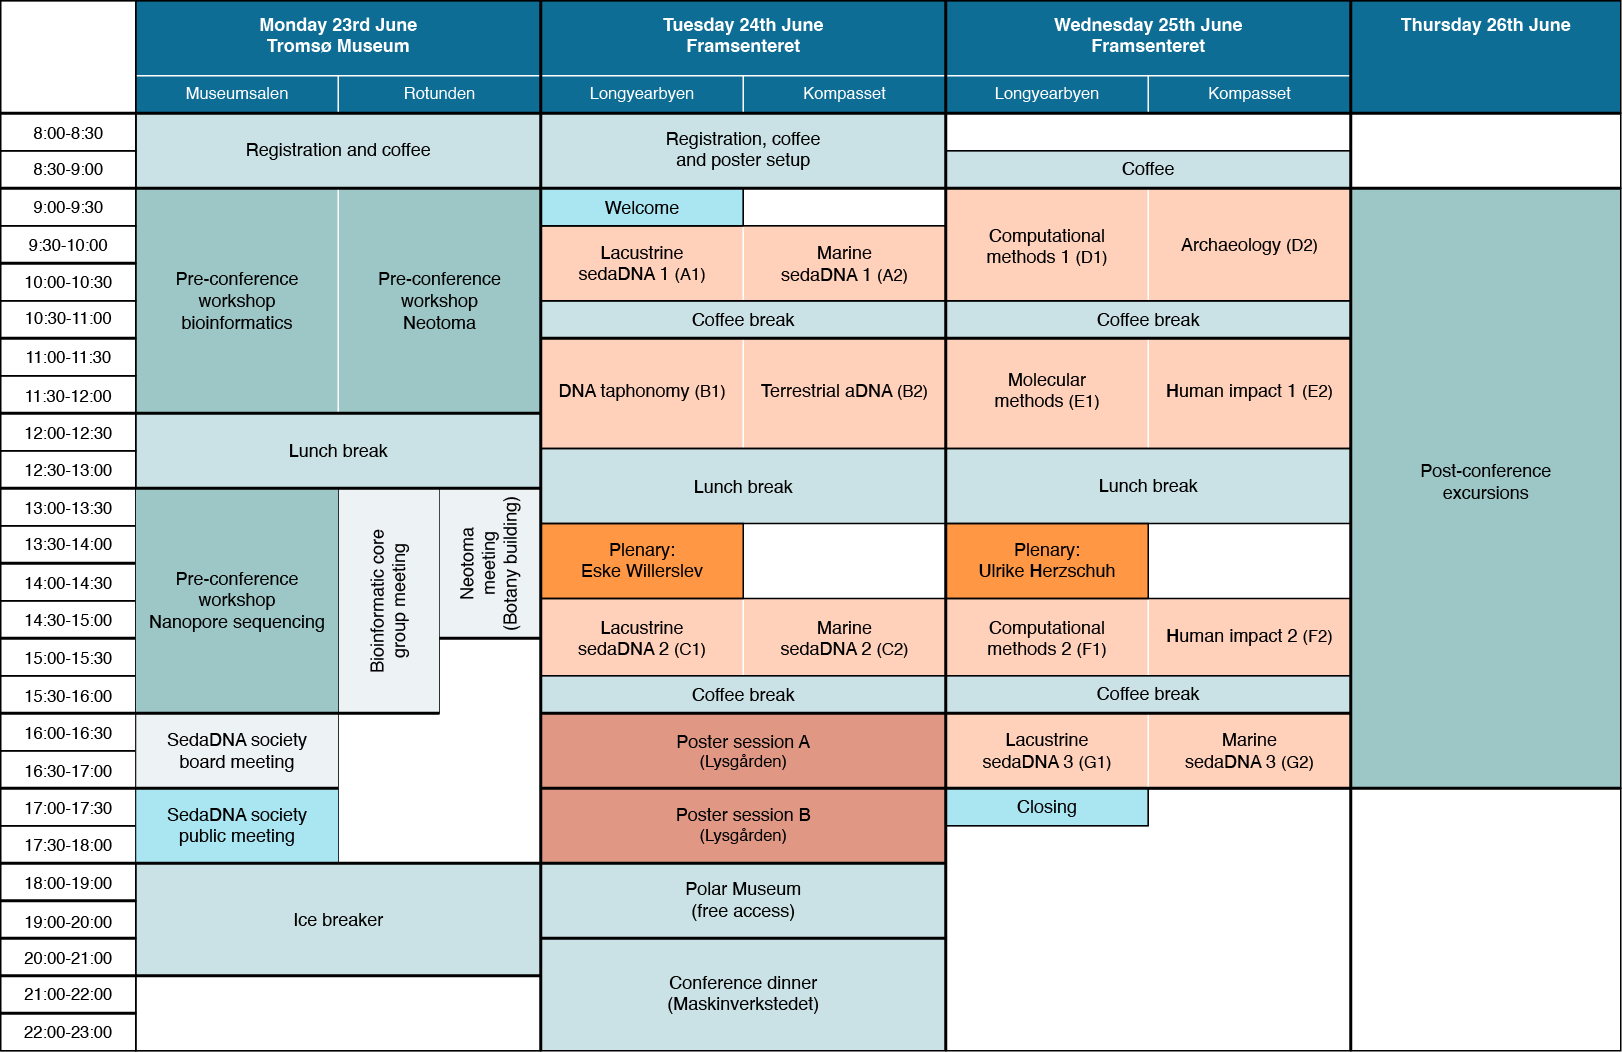 Monday 23rd June
Tromsø Museum
Tuesday 24th June
Framsenteret
Wednesday 25th June
Framsenteret
Thursday 26th June
Museumsalen
Rotunden
Longyearbyen
Kompasset
Longyearbyen
Kompasset
8:00-8:30
8:30-9:00
9:00-9:30
9:30-10:00
10:00-10:30
10:30-11:00
11:00-11:30
11:30-12:00
12:00-12:30
12:30-13:00
13:00-13:30
13:30-14:00
14:00-14:30
14:30-15:00
15:00-15:30
15:30-16:00
16:00-16:30
16:30-17:00
17:00-17:30
17:30-18:00
18:00-19:00
19:00-20:00
20:00-21:00
21:00-22:00
22:00-23:00
Registration and coffee
Pre-conference
workshop
bioinformatics
Pre-conference
workshop
Neotoma
Lunch break
Pre-conference
workshop
Nanopore sequencing
Bioinformatic core
group meeting
Neotoma
meeting
(Botany building)
SedaDNA society
board meeting
SedaDNA society
public meeting
Ice breaker
Registration, coffee
and poster setup
Welcome
Lacustrine
sedaDNA 1 (A1)
Marine
sedaDNA 1 (A2)
Coffee break
DNA taphonomy (B1)
Terrestrial aDNA (B2)
Lunch break
Plenary:
Eske Willerslev
Lacustrine
sedaDNA 2 (C1)
Marine
sedaDNA 2 (C2)
Coffee break
Poster session A
(Lysgården)
Poster session B
(Lysgården)
Polar Museum
(free access)
Conference dinner
(Maskinverkstedet)
Coffee
Computational
methods 1 (D1)
Archaeology (D2)
Coffee break
Molecular
methods (E1)
Human impact 1 (E2)
Lunch break
Plenary:
Ulrike Herzschuh
Computational
methods 2 (F1)
Human impact 2 (F2)
Coffee break
Lacustrine
sedaDNA 3 (G1)
Marine
sedaDNA 3 (G2)
Closing
Post-conference
excursions